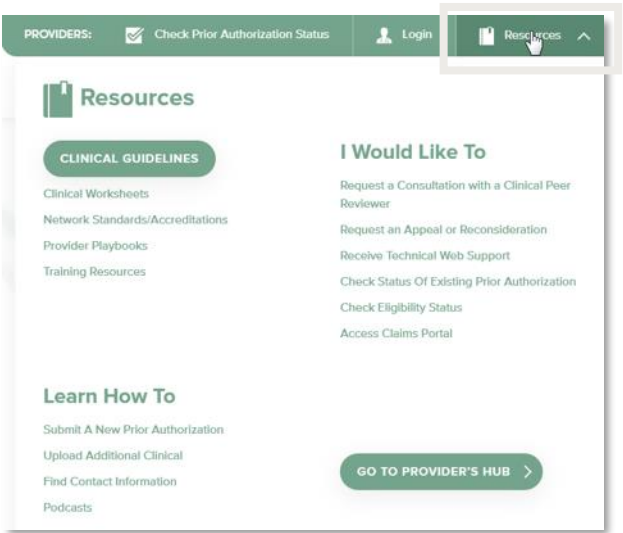 PROVIDERS:
Check Prior Authorization Status
Login
Resources
Resources
CLINICAL GUIDELINES
Clinical Worksheets
Network Standards/Accreditations
Provider Playbooks
Training Resources
I Would Like To
Request a Consultation with a Clinical Peer
Reviewer
Request an Appeal or Reconsideration
Receive Technical Web Support
Check Status Of Existing Prior Authorization
Check Eligibility Status
Access Claims Portal
Learn How To
Submit A New Prior Authorization
Upload Additional Clinical
Find Contact Information
Podcasts
GO TO PROVIDER'S HUB